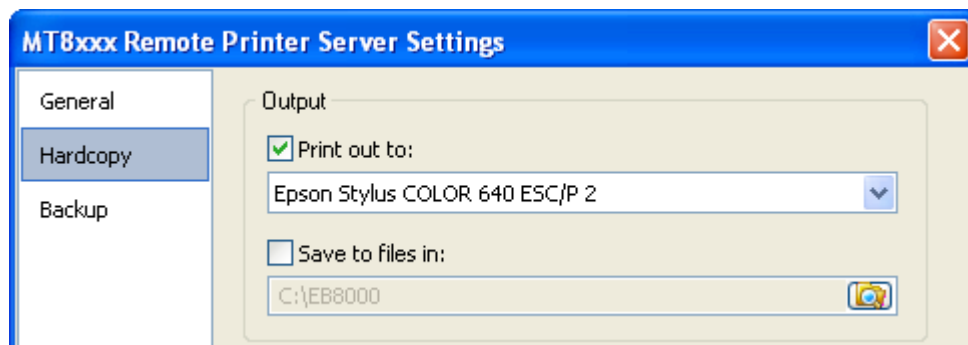 MT8xxx Remote Printer Server Settings
General
Hardcopy
Backup
Output
Print out to:
Epson Stylus COLOR 640 ESC/P 2
Save to files in:
C:\EB8000